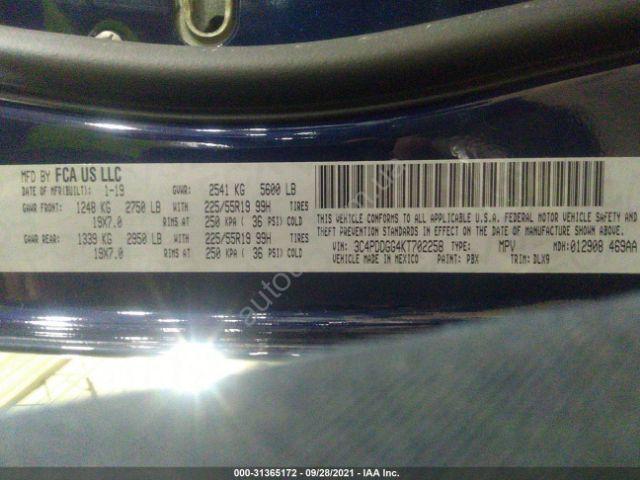 MFD BY FCA US LLC
DATE OF MFR(BUILT): 1-19 GVWR: 2541 KG 5600 LB
GAWR FRONT: 1248 KG 2750 LB 225/55R19 99H TIRES
19X7.0 RIMS AT 250 KPA ( 36 PSI) COLD
GAWR REAR: 1339 KG 2950 LB 225/55R19 99H TIRES
19X7.0 RIMS AT 250 KPA ( 36 PSI) COLD
THIS VEHICLE CONFORMS TO ALL APPLICABLE U.S.A. FEDERAL MOTOR VEHICLE SAFETY AND
THEFT PREVENTION STANDARDS IN EFFECT ON THE DATE OF MANUFACTURE SHOWN ABOVE.
VIN: 3C4PDDGG4KT702258 TYPE: MPV MDH:012908 469AA
VEHICLE MADE IN MEXICO PAINT: PBX TRIM: DLX9
000-31365172 - 09/28/2021 - IAA Inc.